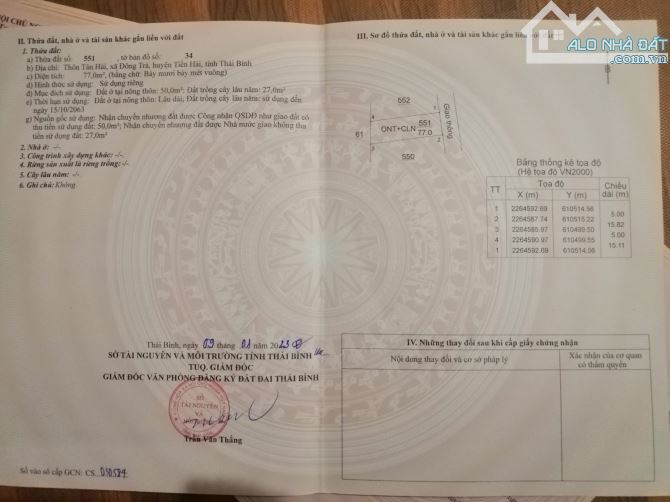 II. Thửa đất, nhà ở và tài sản khác gắn liền với đất
1. Thửa đất:
a) Thửa đất số: 551 , tờ bản đồ số: 34
b) Địa chỉ: Thôn Tân Hải, xã Đông Trà, huyện Tiền Hải, tỉnh Thái Bình
c) Diện tích: 77,0m², (bằng chữ: Bảy mươi bảy mét vuông)
d) Hình thức sử dụng: Sử dụng riêng
đ) Mục đích sử dụng: Đất ở tại nông thôn: 50,0m²; Đất trồng cây lâu năm: 27,0m²
e) Thời hạn sử dụng: Đất ở tại nông thôn: Lâu dài; Đất trồng cây lâu năm: sử dụng đến
ngày 15/10/2063
g) Nguồn gốc sử dụng: Nhận chuyển nhượng đất được Công nhận QSDĐ như giao đất có
thu tiền sử dụng đất: 50,0m²; Nhận chuyển nhượng đất được Nhà nước giao không thu
tiền sử dụng đất: 27,0m²
2. Nhà ở: -/-
3. Công trình xây dựng khác: -/-
4. Rừng sản xuất là rừng trồng: -/-
5. Cây lâu năm: -/-
6. Ghi chú: Không
Thái Bình, ngày 09 tháng 01 năm 2023
SỞ TÀI NGUYÊN VÀ MÔI TRƯỜNG TỈNH THÁI BÌNH
TUQ. GIÁM ĐỐC
GIÁM ĐỐC VĂN PHÒNG ĐĂNG KÝ ĐẤT ĐAI THÁI BÌNH
SỞ
TÀI NGUYÊN
VÀ
Trần Văn Thắng
Số vào sổ cấp GCN: CS
III. Sơ đồ thửa đất, nhà ở và tài sản khác gắn liền với đất
ALO NHÀ ĐẤT
552
551
ONT+CLN
77.0
61
550
Giao thông
1
2
3
4
Bảng thống kê tọa độ
(Hệ tọa độ VN2000)
TT Tọa độ Chiều dài (m)
X (m) Y (m)
1 2264592.69 610514.56
5.00
2 2264587.74 610515.22
15.82
3 2264585.97 610499.50
5.00
4 2264590.97 610499.55
15.11
1 2264592.69 610514.56
IV. Những thay đổi sau khi cấp giấy chứng nhận
Nội dung thay đổi và cơ sở pháp lý
Xác nhận của cơ quan
có thẩm quyền